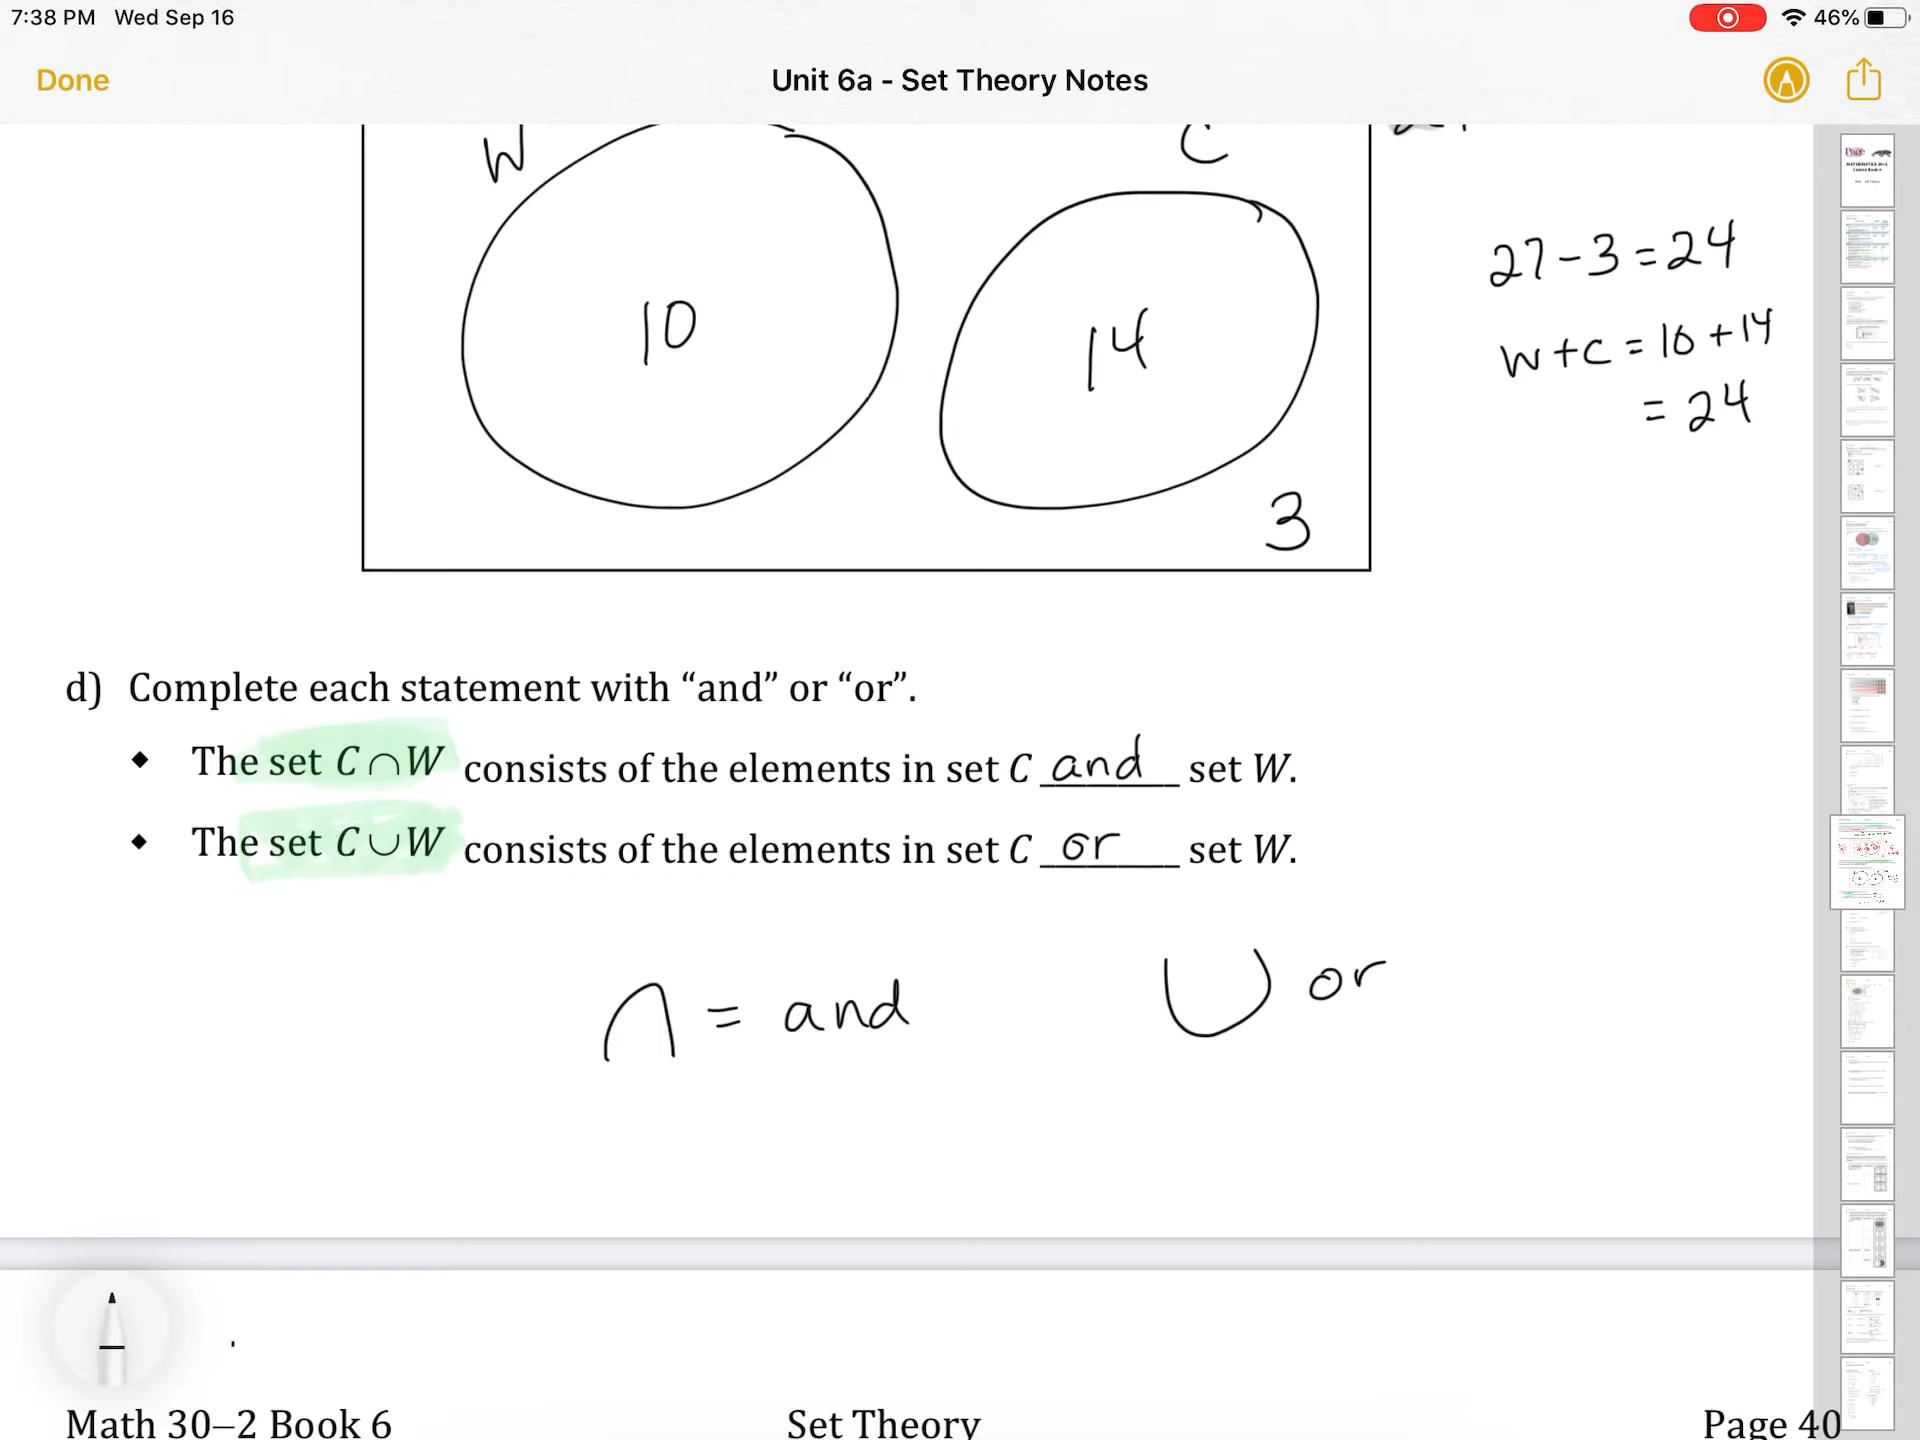 7:38 PM Wed Sep 16
46%
Done
Unit 6a - Set Theory Notes
W
C
10
14
3
27-3=24
W+C=10+14
=24
d) Complete each statement with “and” or “or”.
◆ The set C∩W consists of the elements in set C and set W.
◆ The set C∪W consists of the elements in set C or set W.
∩ = and
∪ or
Math 30–2 Book 6
Set Theory
Page 40